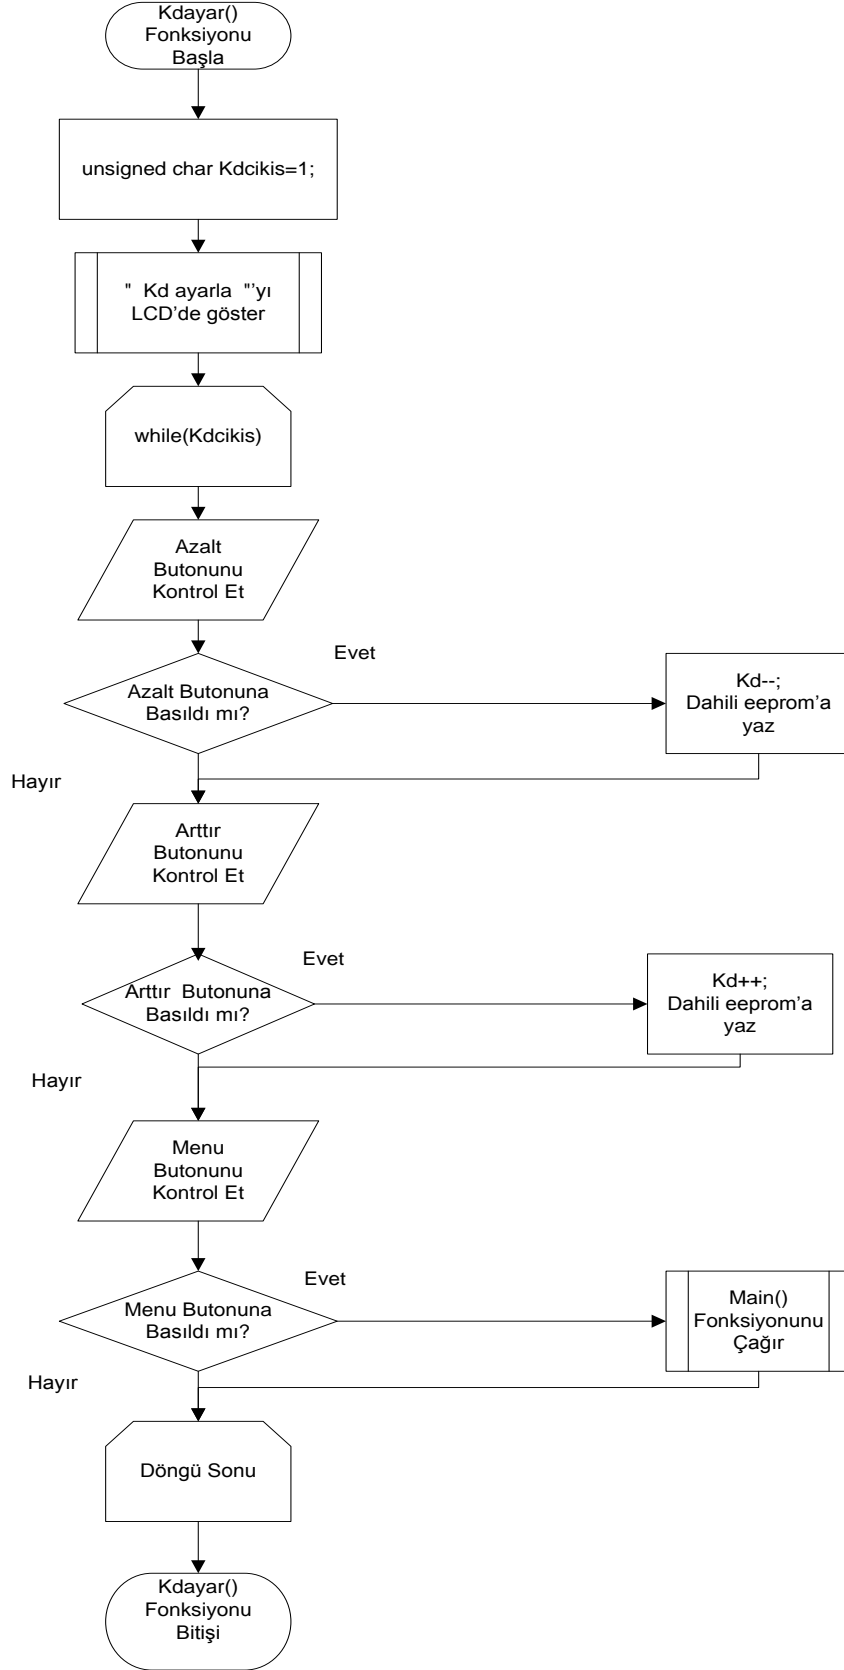 Kdayar()
Fonksiyonu
Başla
unsigned char Kdcikis=1;
" Kd ayarla "'yı
LCD'de göster
while(Kdcikis)
Azalt
Butonunu
Kontrol Et
Evet
Azalt Butonuna
Basıldı mı?
Kd--;
Dahili eeprom'a
yaz
Hayır
Arttır
Butonunu
Kontrol Et
Evet
Arttır Butonuna
Basıldı mı?
Kd++;
Dahili eeprom'a
yaz
Hayır
Menu
Butonunu
Kontrol Et
Evet
Menu Butonuna
Basıldı mı?
Main()
Fonksiyonunu
Çağır
Hayır
Döngü Sonu
Kdayar()
Fonksiyonu
Bitişi